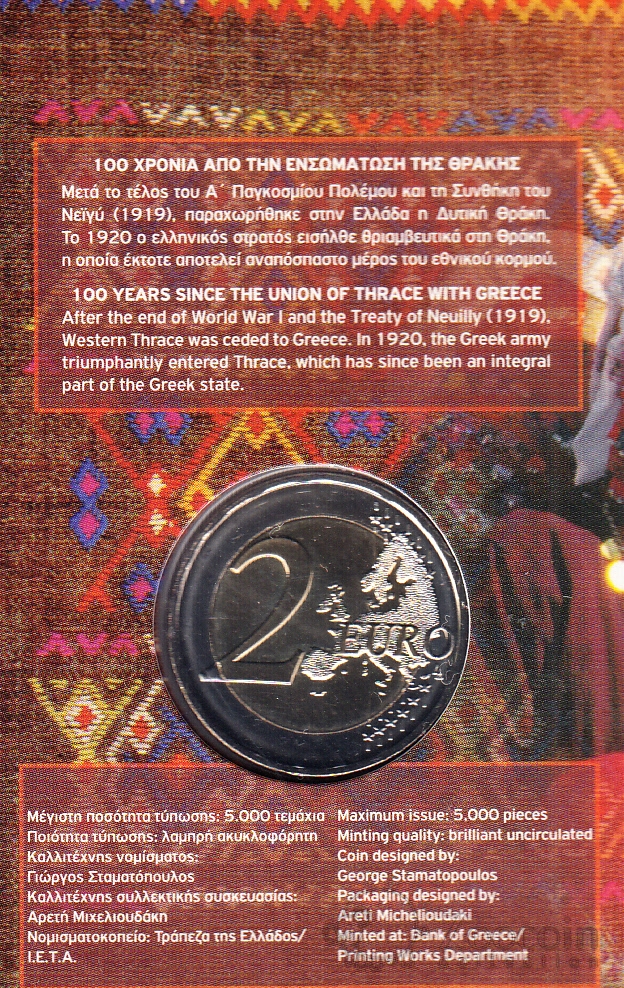 100 ΧΡΟΝΙΑ ΑΠΟ ΤΗΝ ΕΝΣΩΜΑΤΩΣΗ ΤΗΣ ΘΡΑΚΗΣ
Μετά το τέλος του Α΄ Παγκοσμίου Πολέμου και τη Συνθήκη του
Νεϊγύ (1919), παραχωρήθηκε στην Ελλάδα η Δυτική Θράκη.
Το 1920 ο ελληνικός στρατός εισήλθε θριαμβευτικά στη Θράκη,
η οποία έκτοτε αποτελεί αναπόσπαστο μέρος του εθνικού κορμού.
100 YEARS SINCE THE UNION OF THRACE WITH GREECE
After the end of World War I and the Treaty of Neuilly (1919),
Western Thrace was ceded to Greece. In 1920, the Greek army
triumphantly entered Thrace, which has since been an integral
part of the Greek state.
2 EURO
Μέγιστη ποσότητα τύπωσης: 5.000 τεμάχια
Ποιότητα τύπωσης: λαμπρή ακυκλοφόρητη
Καλλιτέχνης νομίσματος:
Γιώργος Σταματόπουλος
Καλλιτέχνης συλλεκτικής συσκευασίας:
Αρετή Μιχελιουδάκη
Νομισματοκοπείο: Τράπεζα της Ελλάδος/
Ι.Ε.Τ.Α.
Maximum issue: 5,000 pieces
Minting quality: brilliant uncirculated
Coin designed by:
George Stamatopoulos
Packaging designed by:
Areti Michelioudaki
Minted at: Bank of Greece/
Printing Works Department